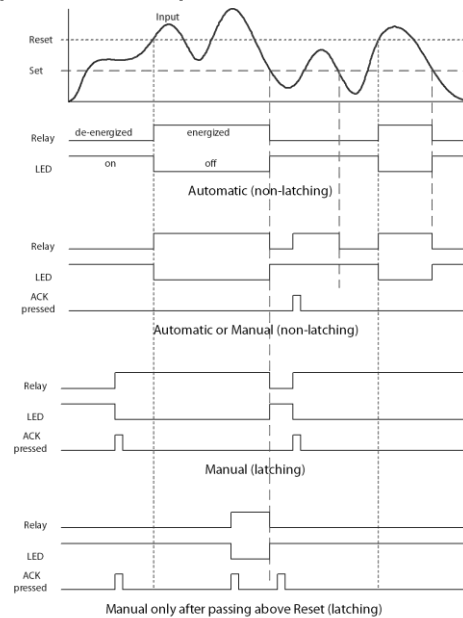 Input
Reset
Set
de-energized energized
Relay
on off
LED
Automatic (non-latching)
Relay
LED
ACK
pressed
Automatic or Manual (non-latching)
Relay
LED
ACK
pressed
Manual (latching)
Relay
LED
ACK
pressed
Manual only after passing above Reset (latching)